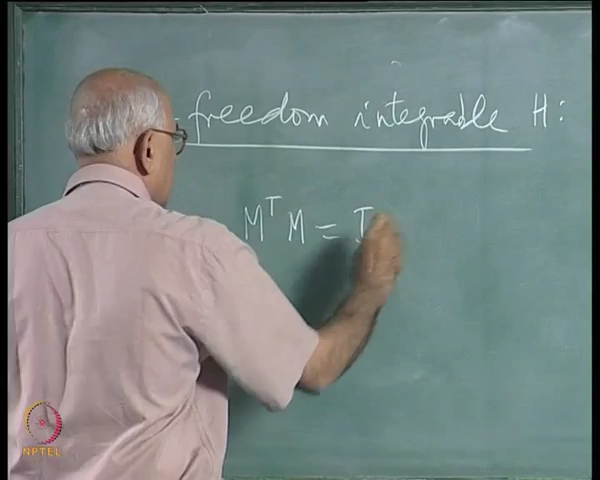 -freedom integrable H:
M^T M = I
NPTEL